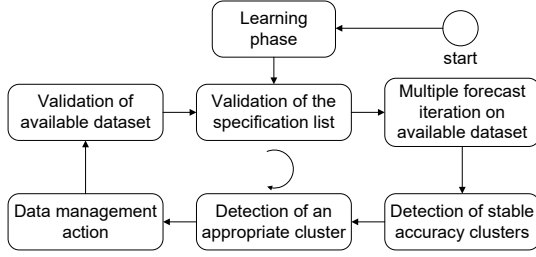 Learning
phase
start
Validation of
available dataset
Validation of the
specification list
Multiple forecast
iteration on
available dataset
Data management
action
Detection of an
appropriate cluster
Detection of stable
accuracy clusters